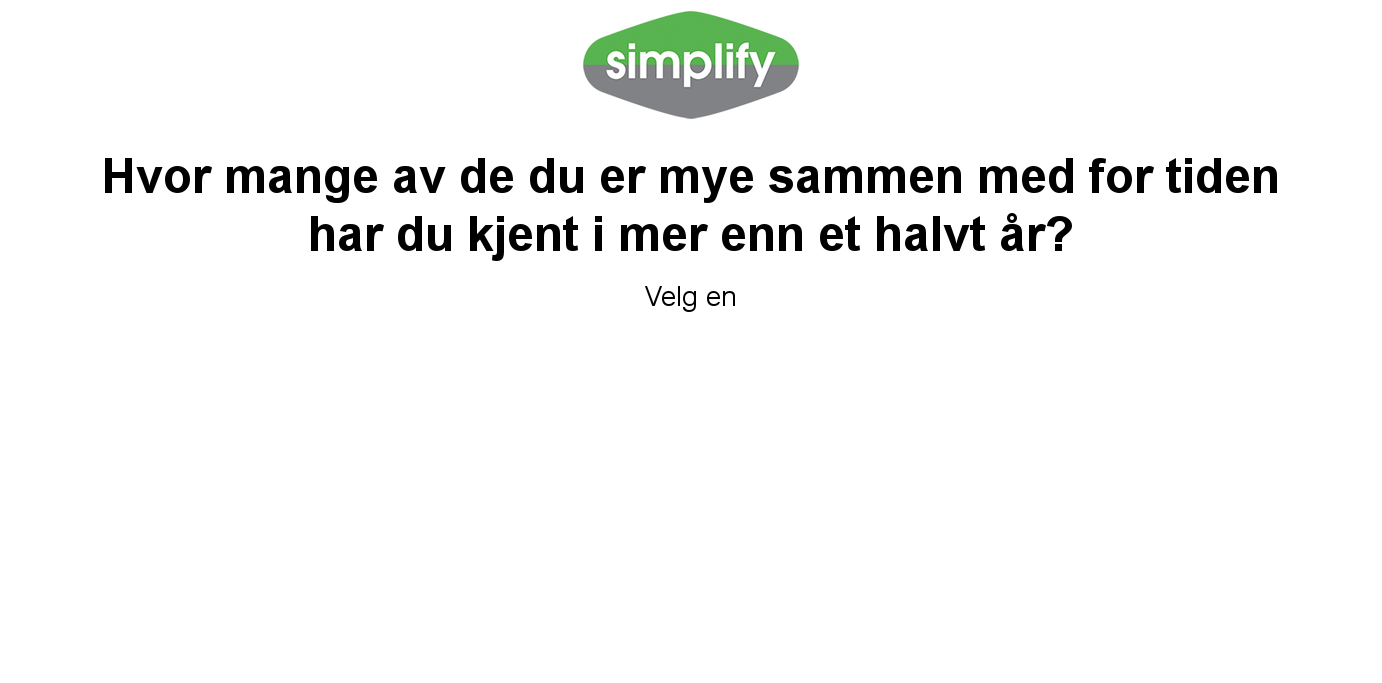 simplify
Hvor mange av de du er mye sammen med for tiden
har du kjent i mer enn et halvt år?
Velg en